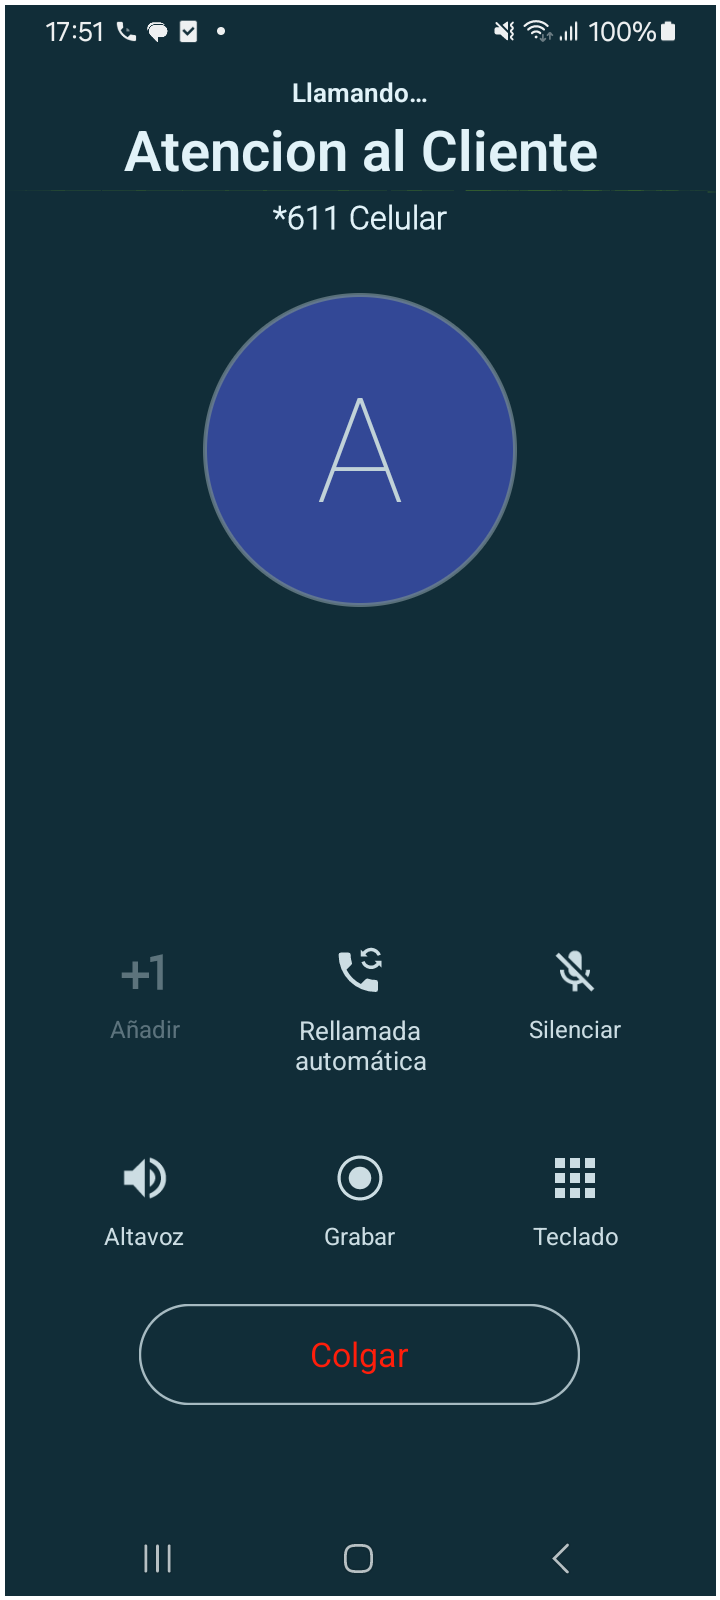 17:51 100%
Llamando...
Atencion al Cliente
*611 Celular
A
+1
Añadir
Rellamada
automática
Silenciar
Altavoz
Grabar
Teclado
Colgar